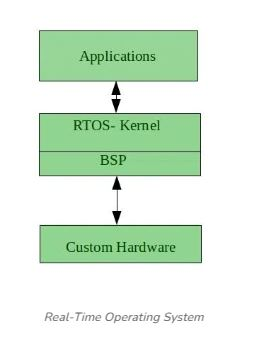 Applications
RTOS- Kernel
BSP
Custom Hardware
Real-Time Operating System